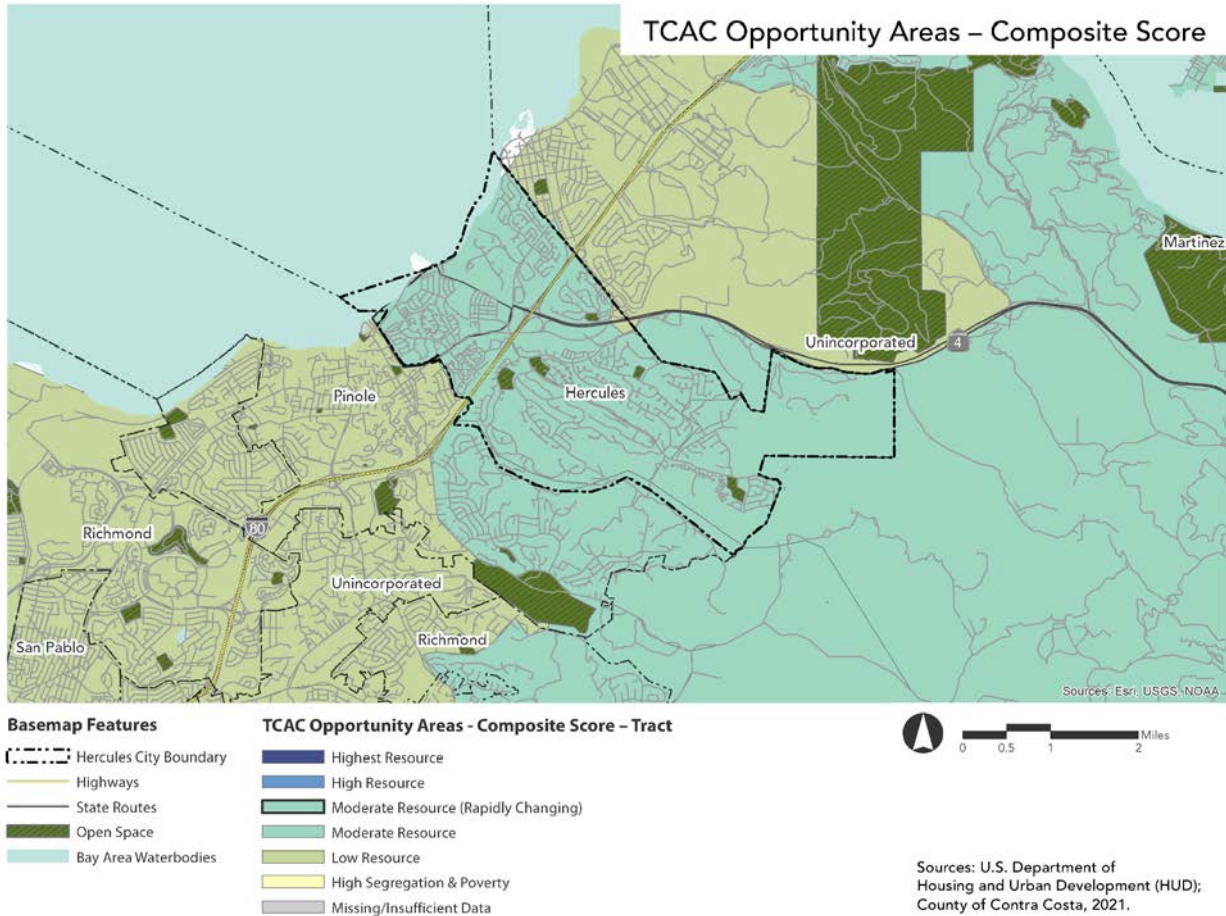 TCAC Opportunity Areas – Composite Score
Martinez
Unincorporated
4
Pinole
Hercules
Richmond
80
Unincorporated
Richmond
San Pablo
Sources: Esri, USGS, NOAA
Basemap Features
Hercules City Boundary
Highways
State Routes
Open Space
Bay Area Waterbodies
TCAC Opportunity Areas - Composite Score – Tract
Highest Resource
High Resource
Moderate Resource (Rapidly Changing)
Moderate Resource
Low Resource
High Segregation & Poverty
Missing/Insufficient Data
0 0.5 1 2 Miles
Sources: U.S. Department of
Housing and Urban Development (HUD);
County of Contra Costa, 2021.